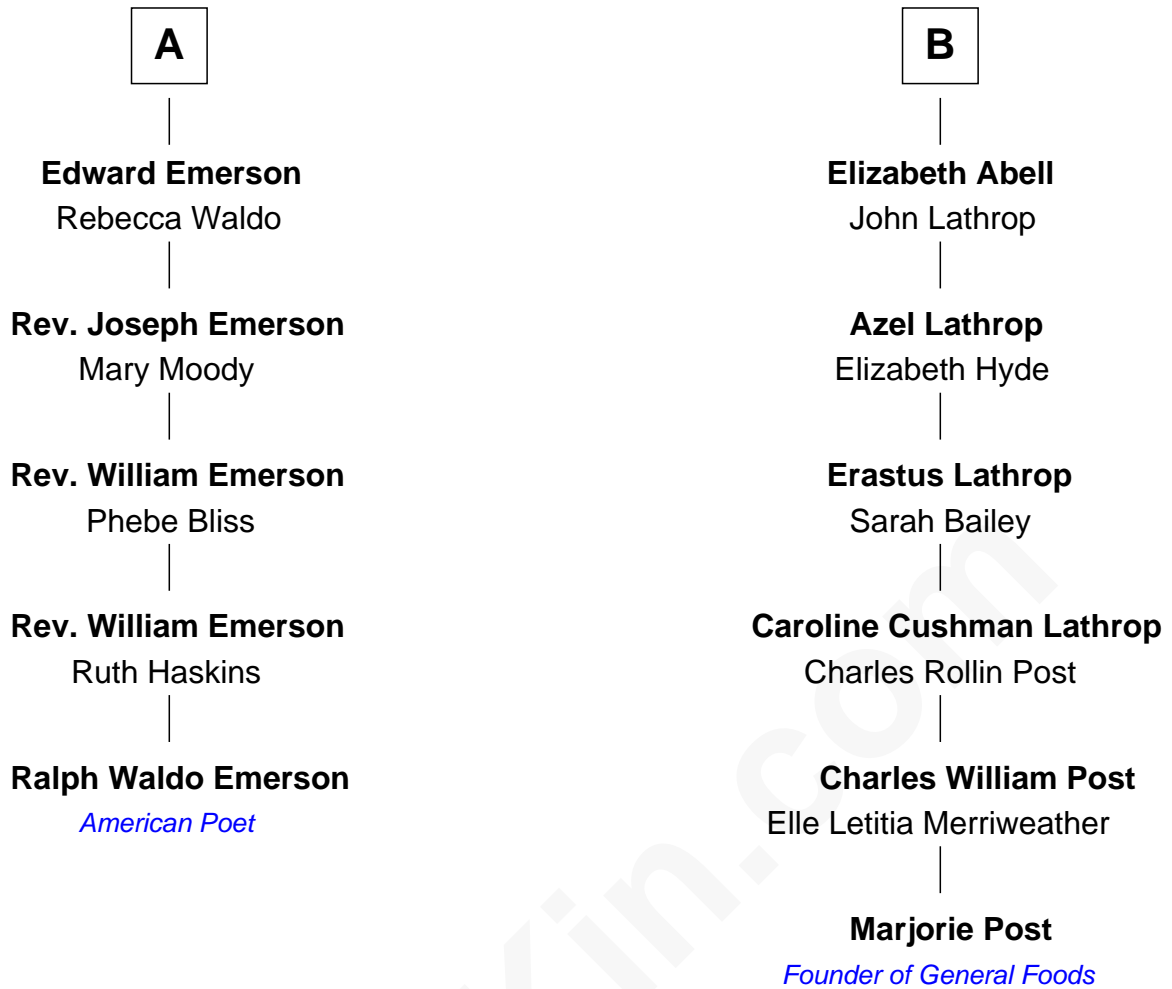 A
Edward Emerson
Rebecca Waldo
Rev. Joseph Emerson
Mary Moody
Rev. William Emerson
Phebe Bliss
Rev. William Emerson
Ruth Haskins
Ralph Waldo Emerson
American Poet
B
Elizabeth Abell
John Lathrop
Azel Lathrop
Elizabeth Hyde
Erastus Lathrop
Sarah Bailey
Caroline Cushman Lathrop
Charles Rollin Post
Charles William Post
Elle Letitia Merriweather
Marjorie Post
Founder of General Foods